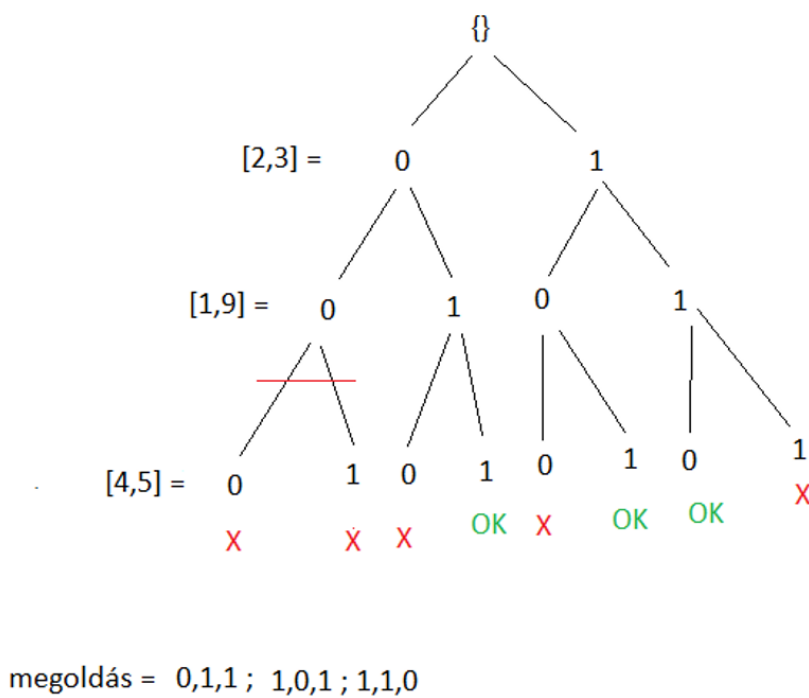 {}
[2,3] = 0 1
[1,9] = 0 1 0 1
[4,5] = 0 1 0 1 0 1 0 1
X X X OK X OK OK X
megoldás = 0,1,1 ; 1,0,1 ; 1,1,0